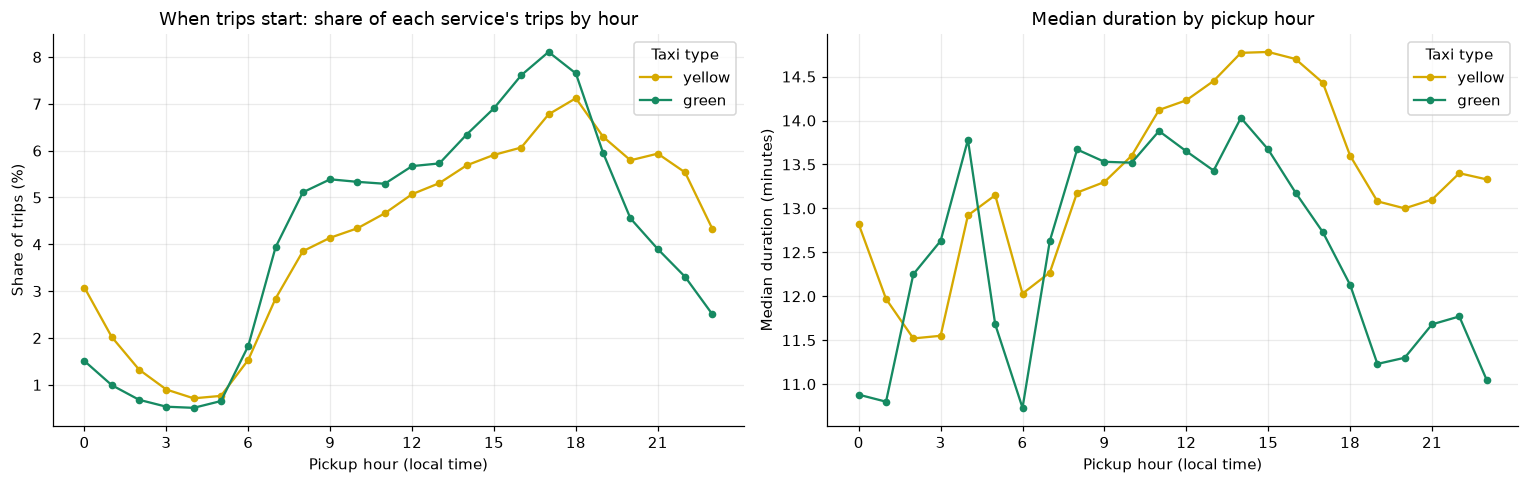 When trips start: share of each service's trips by hour
Share of trips (%)
8
7
6
5
4
3
2
1
0 3 6 9 12 15 18 21
Pickup hour (local time)
Taxi type
yellow
green
Median duration by pickup hour
Median duration (minutes)
14.5
14.0
13.5
13.0
12.5
12.0
11.5
11.0
0 3 6 9 12 15 18 21
Pickup hour (local time)
Taxi type
yellow
green